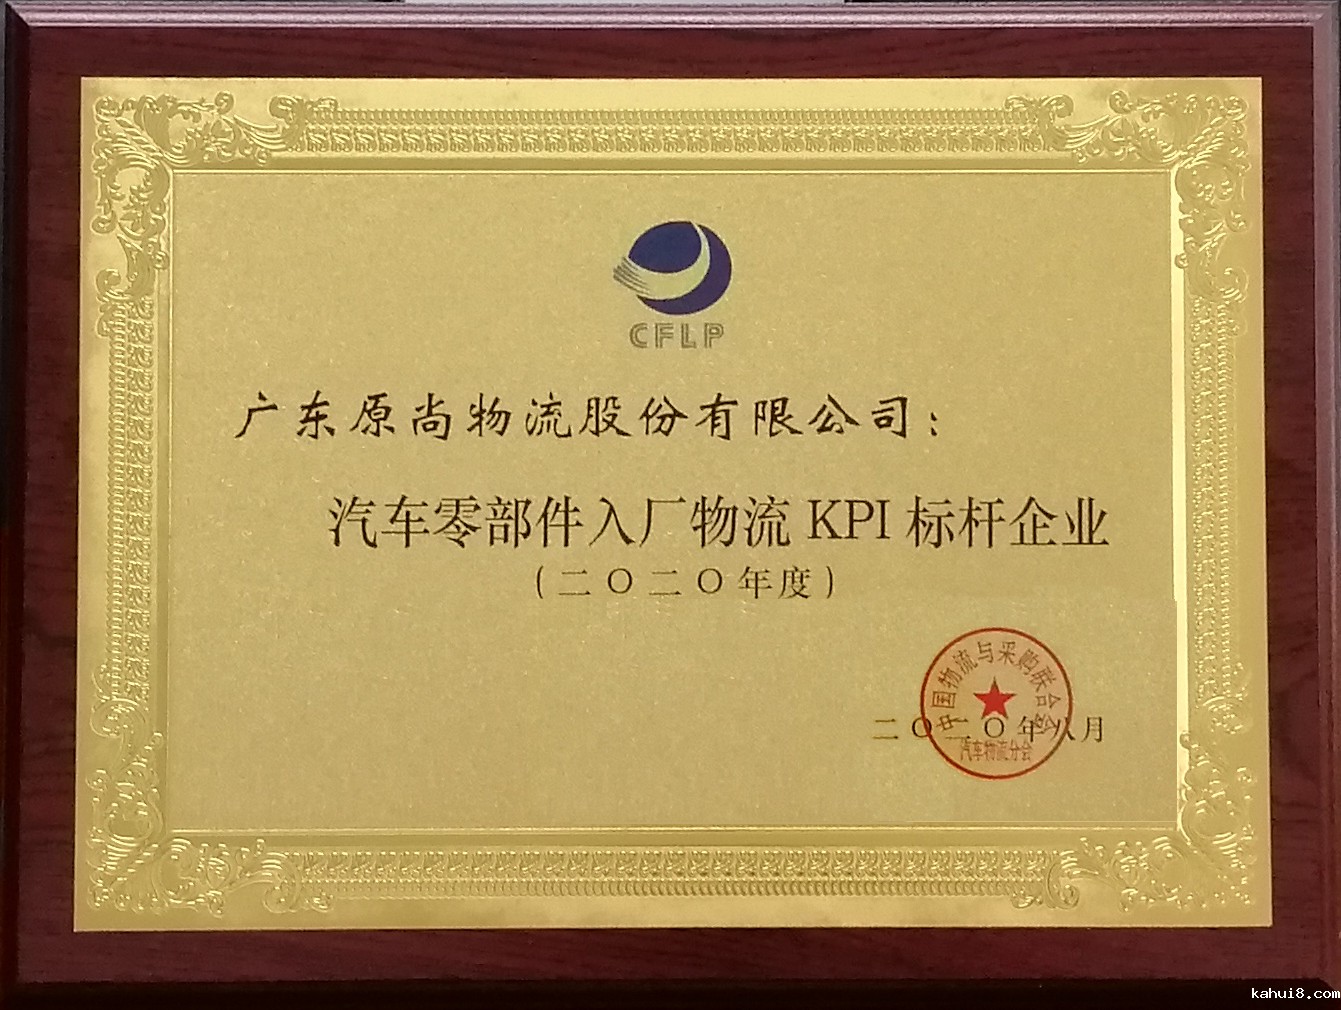 CFLP
广东原尚物流股份有限公司：
汽车零部件入厂物流 KPI 标杆企业
(二〇二〇年度)
中国物流与采购联合会
二〇二〇年八月
汽车物流分会
kahui8.com